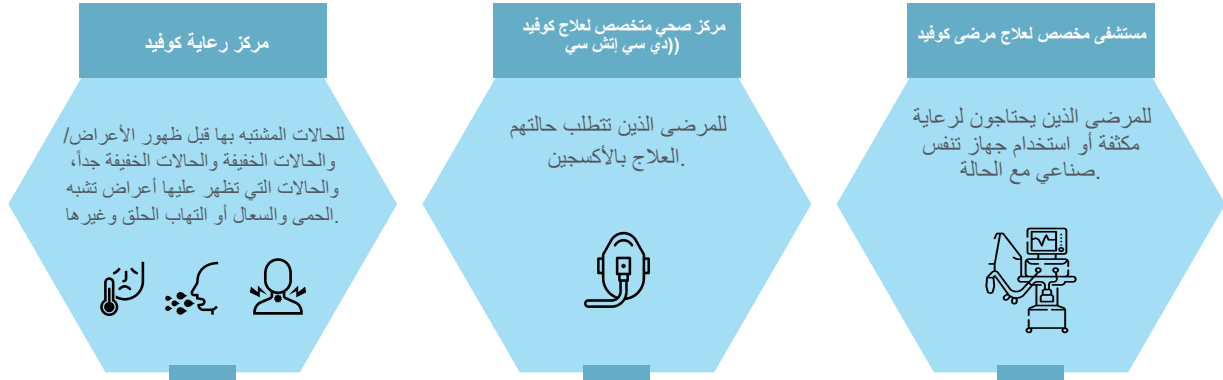 مستشفى مخصص لعلاج مرضى كوفيد
للمرضى الذين يحتاجون لرعاية
مكثفة أو استخدام جهاز تنفس
صناعي مع الحالة.
مركز صحي متخصص لعلاج كوفيد
((دي سي إتش سي
للمرضى الذين تتطلب حالتهم
العلاج بالأكسجين.
مركز رعاية كوفيد
للحالات المشتبه بها قبل ظهور الأعراض/
والحالات الخفيفة والحالات الخفيفة جداً،
والحالات التي تظهر عليها أعراض تشبه
الحمى والسعال أو التهاب الحلق وغيرها.